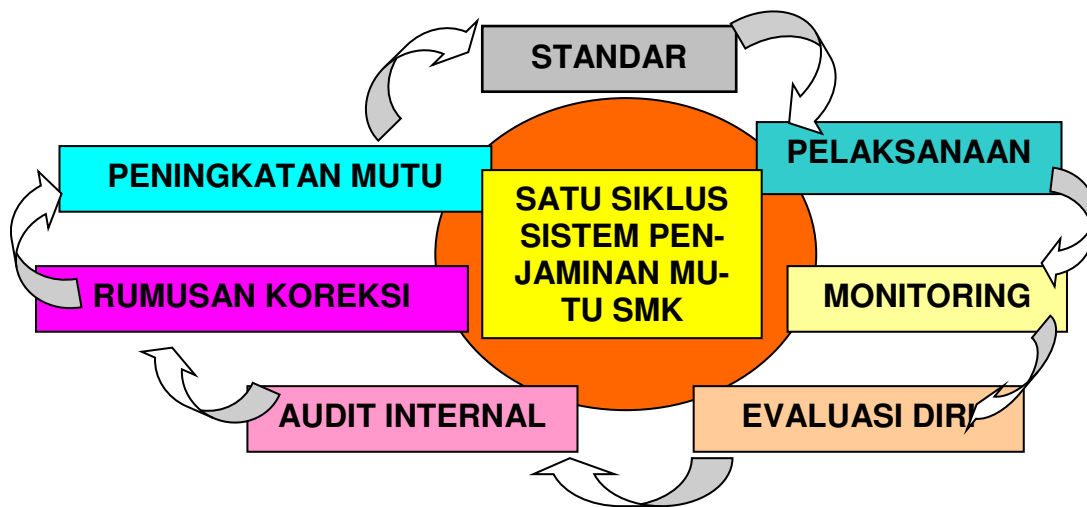 STANDAR
PELAKSANAAN
PENINGKATAN MUTU
SATU SIKLUS
SISTEM PEN-
JAMINAN MU-
TU SMK
RUMUSAN KOREKSI
MONITORING
AUDIT INTERNAL
EVALUASI DIRI